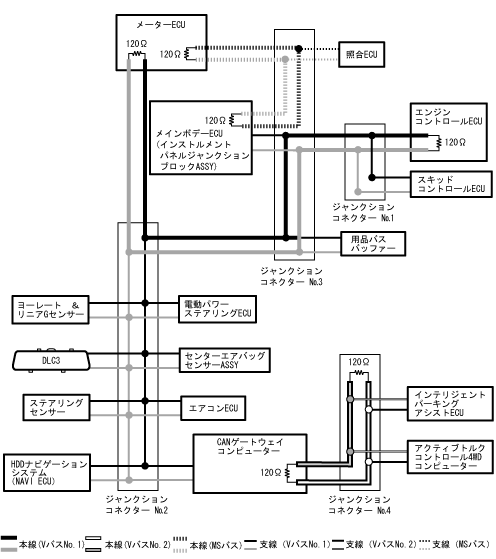 メーターECU
120Ω
120Ω
照合ECU
120Ω
メインボデーECU
(インストルメント
パネルジャンクション
ブロックASSY)
エンジン
コントロールECU
120Ω
スキッド
コントロールECU
ジャンクション
コネクター No.1
用品バス
バッファー
ジャンクション
コネクター No.3
ヨーレート &
リニアGセンサー
電動パワー
ステアリングECU
DLC3
センターエアバッグ
センサーASSY
120Ω
ステアリング
センサー
エアコンECU
インテリジェント
パーキング
アシストECU
CANゲートウェイ
コンピューター
120Ω
アクティブトルク
コントロール4WD
コンピューター
HDDナビゲーション
システム
(NAVI ECU)
ジャンクション
コネクター No.2
ジャンクション
コネクター No.4
本線(VバスNo.1)
本線(VバスNo.2)
本線(MSバス)
支線 (VバスNo.1)
支線 (VバスNo.2)
支線 (MSバス)